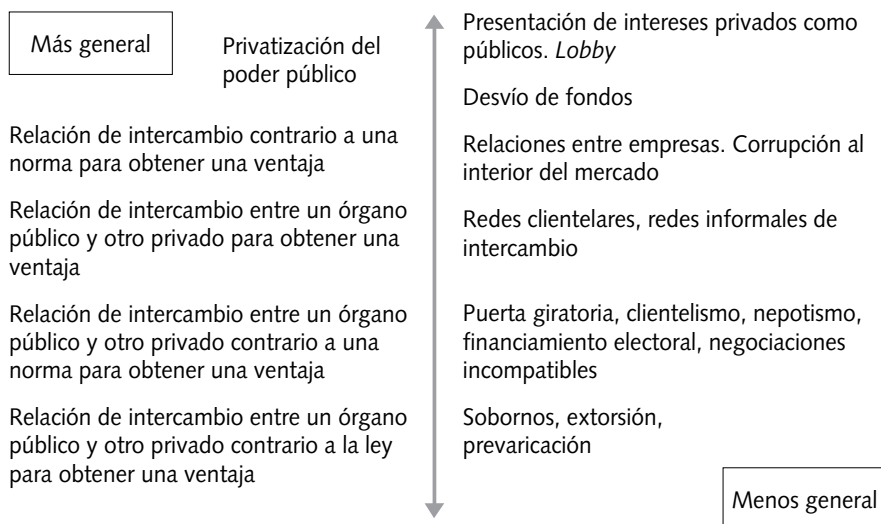 Más general
Privatización del
poder público
Relación de intercambio contrario a una
norma para obtener una ventaja
Relación de intercambio entre un órgano
público y otro privado para obtener una
ventaja
Relación de intercambio entre un órgano
público y otro privado contrario a una
norma para obtener una ventaja
Relación de intercambio entre un órgano
público y otro privado contrario a la ley
para obtener una ventaja
Presentación de intereses privados como
públicos. Lobby
Desvío de fondos
Relaciones entre empresas. Corrupción al
interior del mercado
Redes clientelares, redes informales de
intercambio
Puerta giratoria, clientelismo, nepotismo,
financiamiento electoral, negociaciones
incompatibles
Sobornos, extorsión,
prevaricación
Menos general